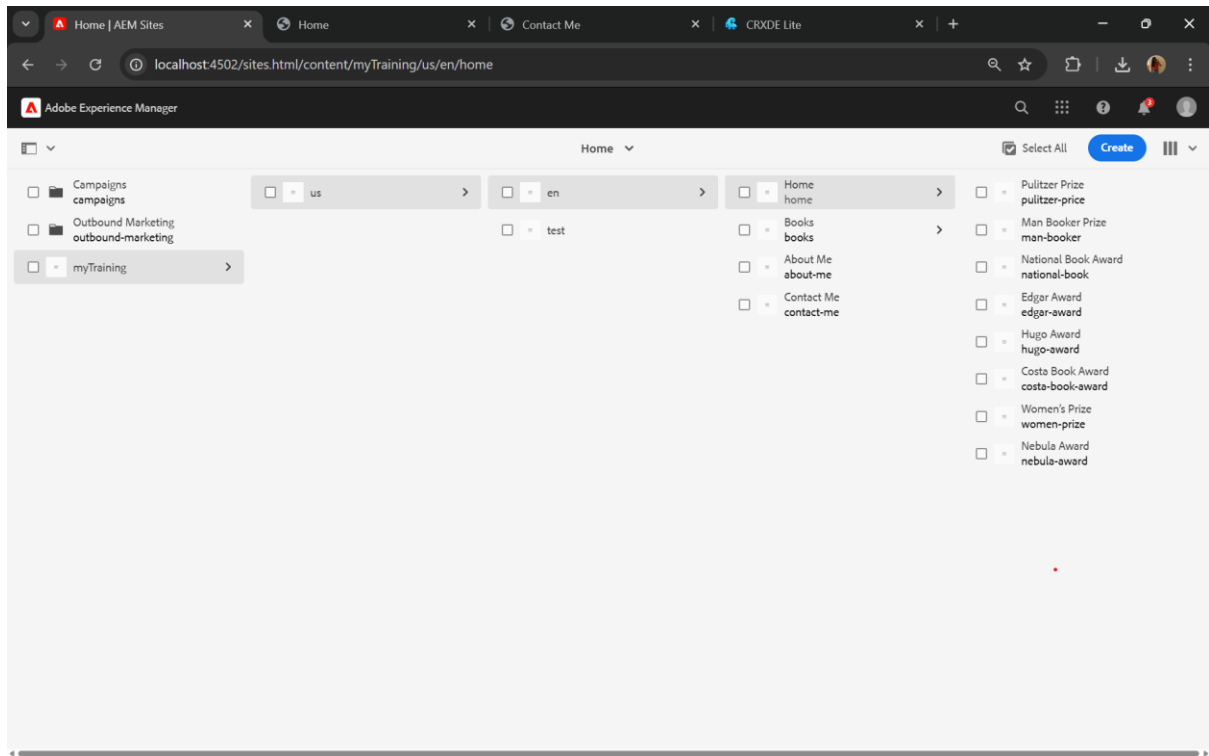 Home | AEM Sites
Home
Contact Me
CRXDE Lite
localhost:4502/sites.html/content/myTraining/us/en/home
Adobe Experience Manager
3
Home
Select All
Create
Campaigns
campaigns
Outbound Marketing
outbound-marketing
myTraining
us
en
test
Home
home
Books
books
About Me
about-me
Contact Me
contact-me
Pulitzer Prize
pulitzer-price
Man Booker Prize
man-booker
National Book Award
national-book
Edgar Award
edgar-award
Hugo Award
hugo-award
Costa Book Award
costa-book-award
Women's Prize
women-prize
Nebula Award
nebula-award